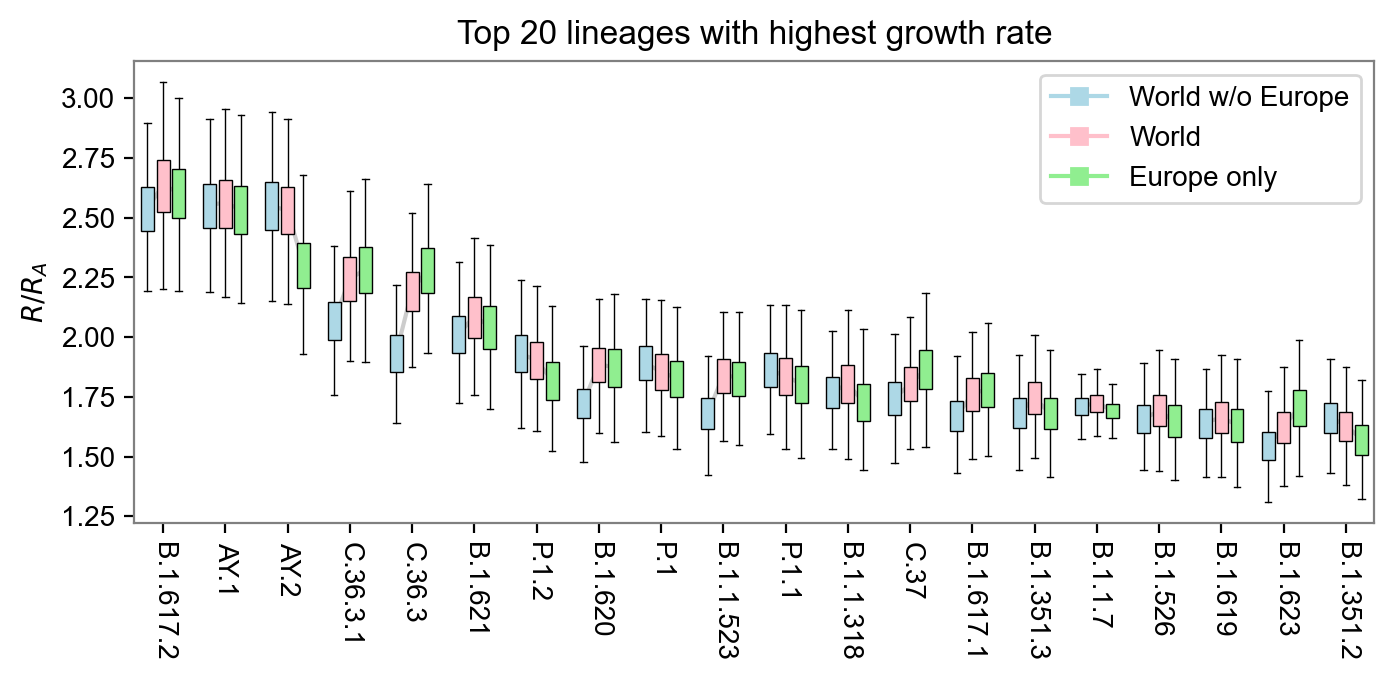 Top 20 lineages with highest growth rate
World w/o Europe
World
Europe only
R/R_A
3.00
2.75
2.50
2.25
2.00
1.75
1.50
1.25
B.1.617.2
AY.1
AY.2
C.36.3.1
C.36.3
B.1.621
P.1.2
B.1.620
P.1
B.1.1.523
P.1.1
B.1.1.318
C.37
B.1.617.1
B.1.351.3
B.1.1.7
B.1.526
B.1.619
B.1.623
B.1.351.2